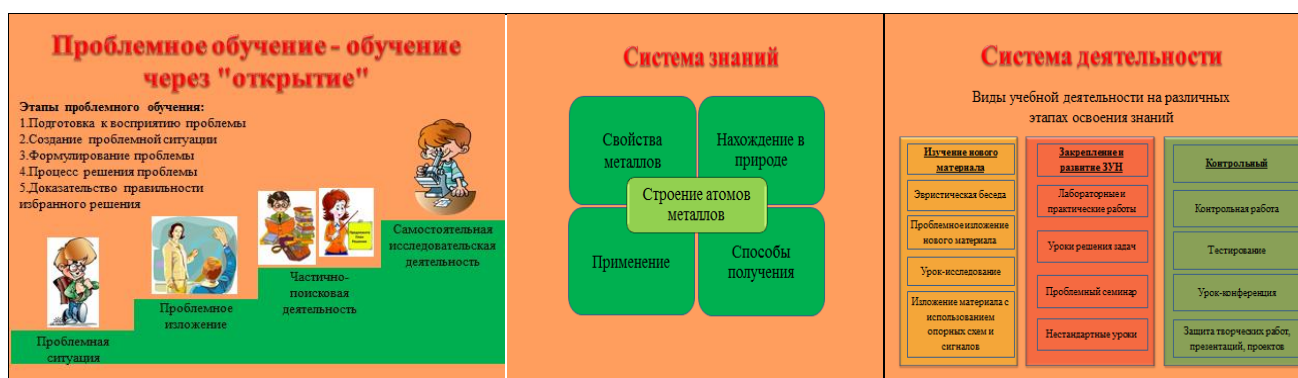 Проблемное обучение - обучение
через "открытие"
Этапы проблемного обучения:
1.Подготовка к восприятию проблемы
2.Создание проблемной ситуации
3.Формулирование проблемы
4.Процесс решения проблемы
5.Доказательство правильности
избранного решения
Проблемная
ситуация
Проблемное
изложение
Частично-
поисковая
деятельность
Самостоятельная
исследовательская
деятельность
Система знаний
Свойства
металлов
Нахождение в
природе
Строение атомов
металлов
Применение
Способы
получения
Система деятельности
Виды учебной деятельности на различных
этапах освоения знаний
Изучение нового
материала
Эвристическая беседа
Проблемное изложение
нового материала
Урок-исследование
Изложение материала с
использованием
опорных схем и
сигналов
Закрепление и
развитие ЗУН
Лабораторные и
практические работы
Уроки решения задач
Проблемный семинар
Нестандартные уроки
Контрольный
Контрольная работа
Тестирование
Урок-конференция
Защита творческих работ,
презентаций, проектов